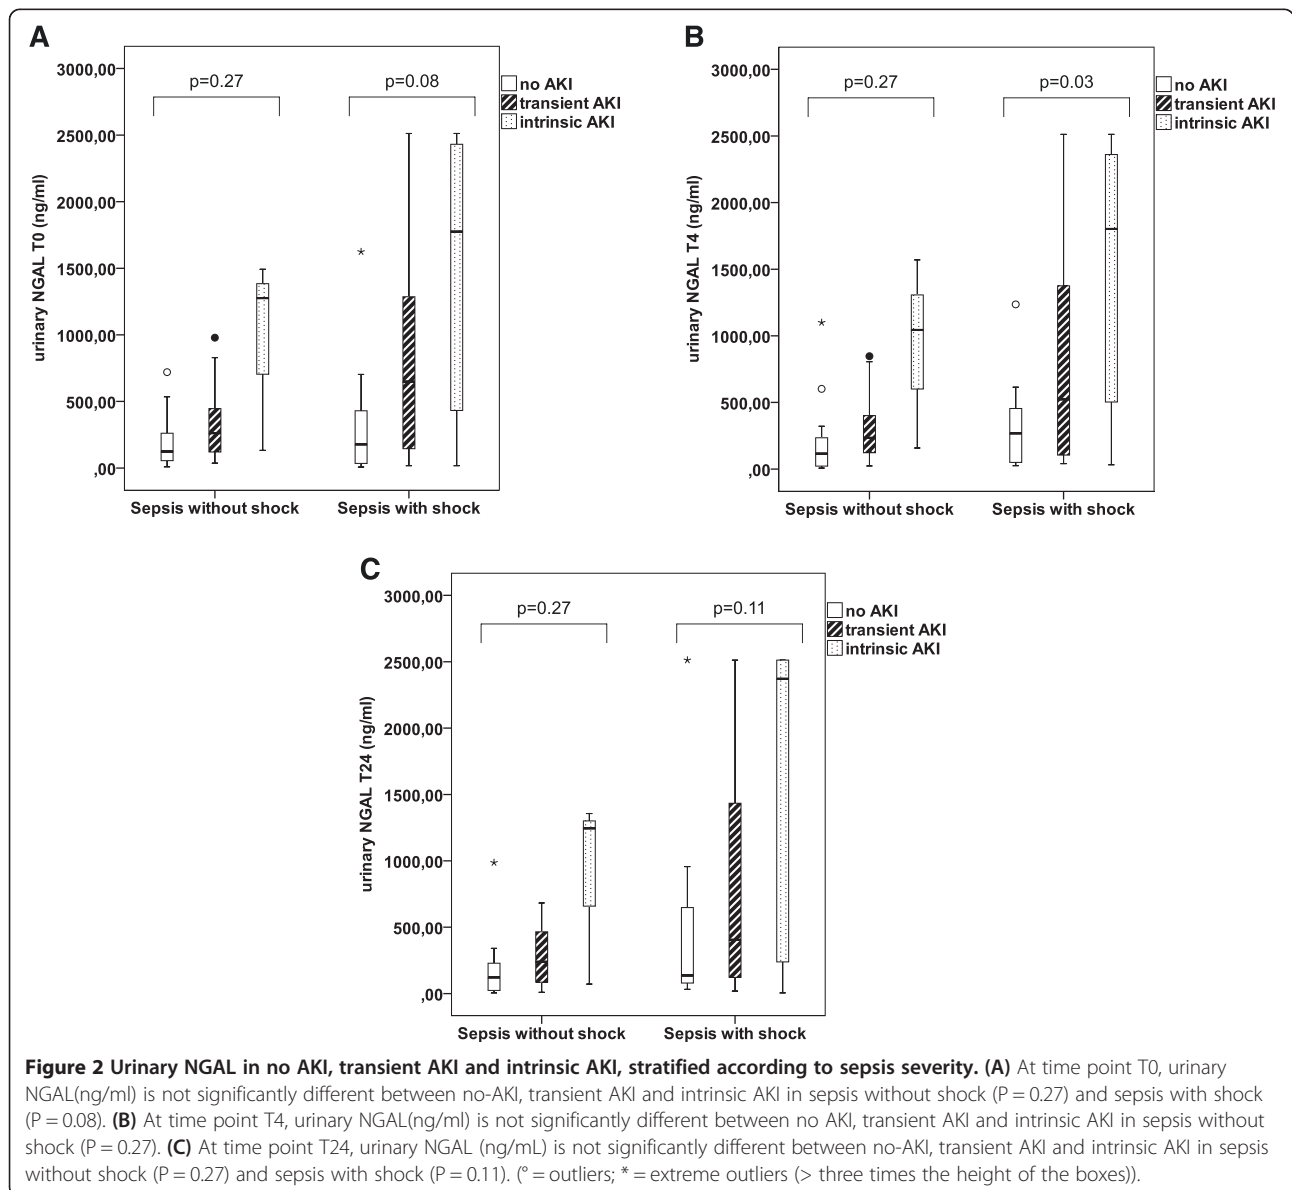 A
3000,00
2500,00
2000,00
1500,00
1000,00
500,00
,00
urinary NGAL T0 (ng/ml)
p=0.27
p=0.08
no AKI
transient AKI
intrinsic AKI
*
Sepsis without shock
Sepsis with shock
B
3000,00
2500,00
2000,00
1500,00
1000,00
500,00
,00
urinary NGAL T4 (ng/ml)
p=0.27
p=0.03
no AKI
transient AKI
intrinsic AKI
*
Sepsis without shock
Sepsis with shock
C
3000,00
2500,00
2000,00
1500,00
1000,00
500,00
,00
urinary NGAL T24 (ng/ml)
p=0.27
p=0.11
no AKI
transient AKI
intrinsic AKI
*
*
Sepsis without shock
Sepsis with shock
Figure 2 Urinary NGAL in no AKI, transient AKI and intrinsic AKI, stratified according to sepsis severity. (A) At time point T0, urinary
NGAL(ng/ml) is not significantly different between no-AKI, transient AKI and intrinsic AKI in sepsis without shock (P = 0.27) and sepsis with shock
(P = 0.08). (B) At time point T4, urinary NGAL(ng/ml) is not significantly different between no AKI, transient AKI and intrinsic AKI in sepsis without
shock (P = 0.27). (C) At time point T24, urinary NGAL (ng/mL) is not significantly different between no-AKI, transient AKI and intrinsic AKI in sepsis
without shock (P = 0.27) and sepsis with shock (P = 0.11). (° = outliers; * = extreme outliers (> three times the height of the boxes)).